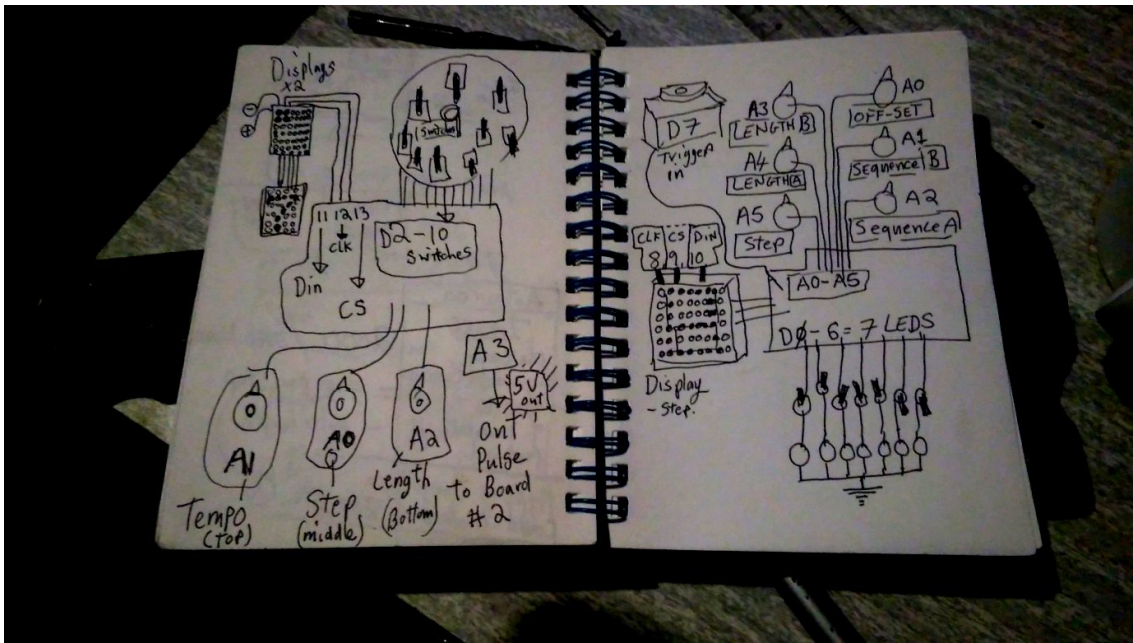 Displays
x2
⊖
⊕
Switches
11 12 13
CLK
Din
CS
D2-10
Switches
A1
Tempo
(top)
A0
Step
(middle)
A2
Length
(Bottom)
A3
5V
out
Out
Pulse
to Board
#2
D7
Trigger
in
A3
LENGTH B
A4
LENGTH A
A5
Step
A0
OFF-SET
A1
Sequence B
A2
Sequence A
CLK CS Din
8 9 10
A0-A5
DØ-6 = 7 LEDS
Display
-Step.